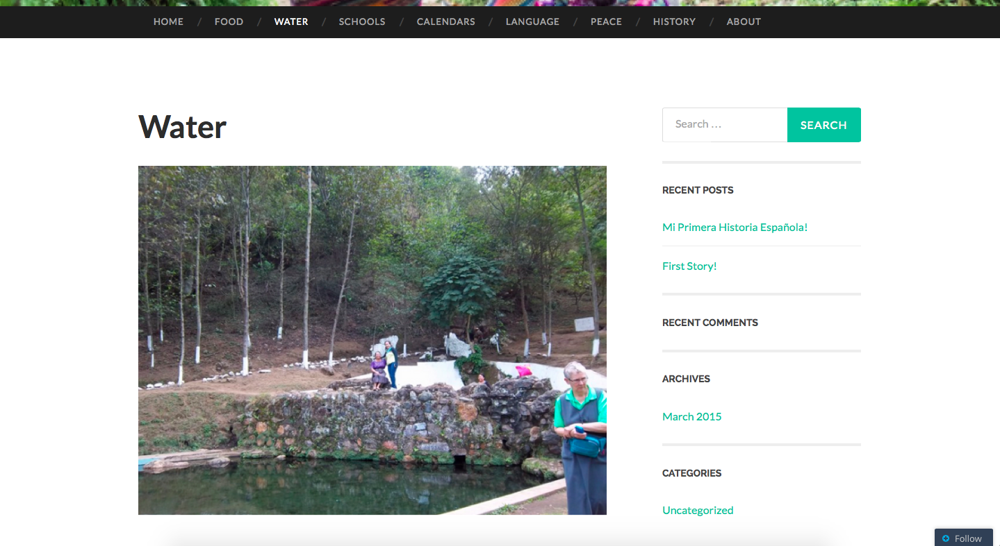 HOME / FOOD / WATER / SCHOOLS / CALENDARS / LANGUAGE / PEACE / HISTORY / ABOUT
Water
Search …
SEARCH
RECENT POSTS
Mi Primera Historia Española!
First Story!
RECENT COMMENTS
ARCHIVES
March 2015
CATEGORIES
Uncategorized
Follow